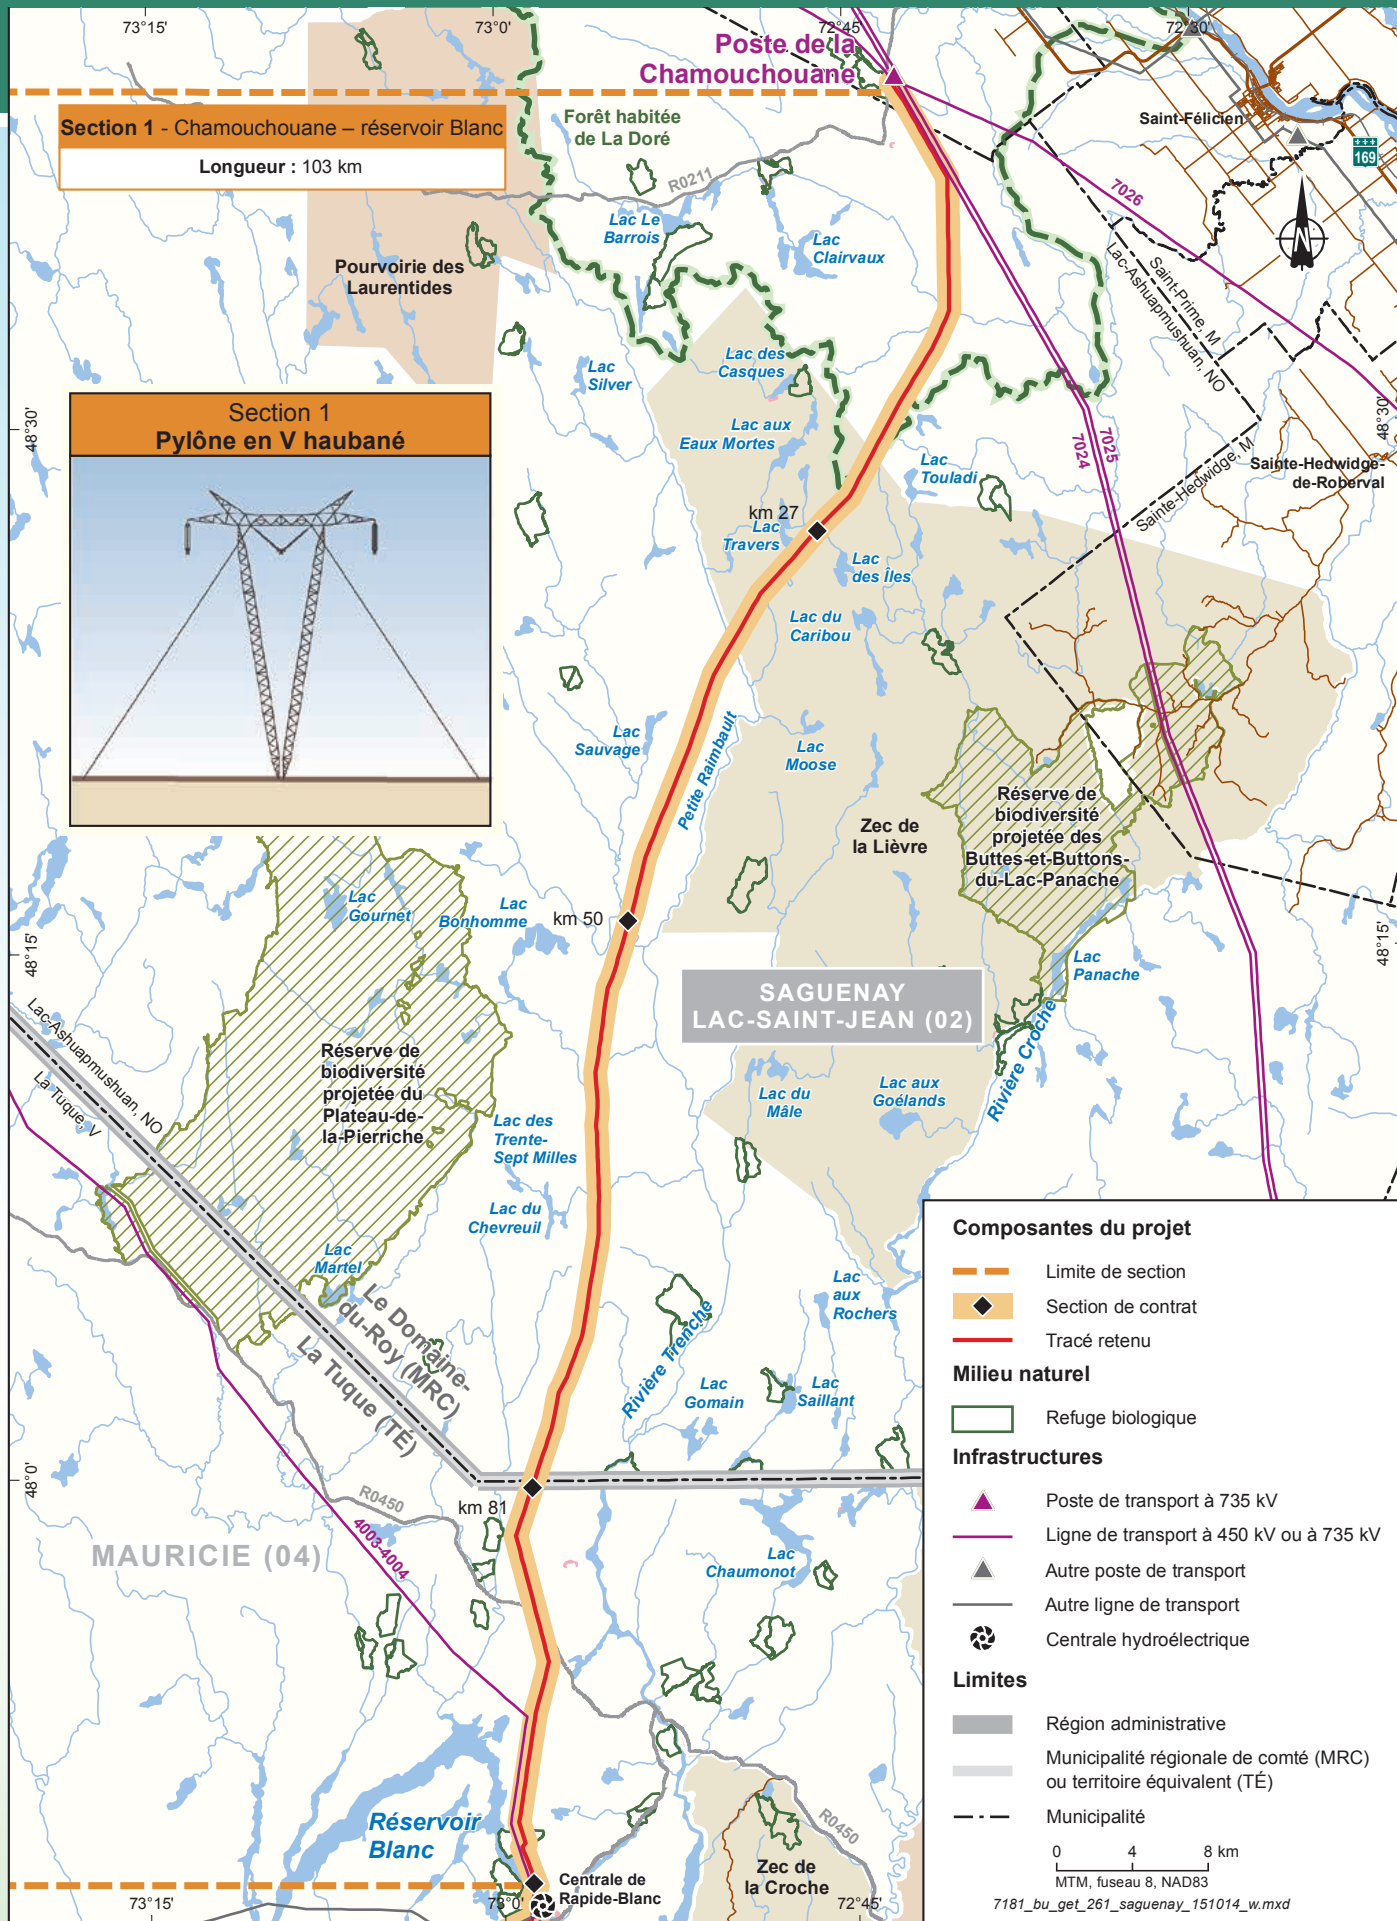 73°15'
73°0'
72°45'
72°30'
Poste de la
Chamouchouane
Section 1 - Chamouchouane – réservoir Blanc
Longueur : 103 km
Forêt habitée
de La Doré
Saint-Félicien
169
R0211
7026
Lac Le
Barrois
Lac
Clairvaux
Pourvoirie des
Laurentides
Saint-Prime, M
Lac-Ashuapmushuan, NO
Lac des
Casques
Lac
Silver
Section 1
Pylône en V haubané
48°30'
48°30'
Lac aux
Eaux Mortes
7025
7024
Lac
Touladi
Sainte-Hedwidge, M
Sainte-Hedwidge-
de-Roberval
km 27
Lac
Travers
Lac
des Îles
Lac du
Caribou
Lac
Sauvage
Petite Raimbault
Lac
Moose
Zec de
la Lièvre
Réserve de
biodiversité
projetée des
Buttes-et-Buttons-
du-Lac-Panache
Lac
Gournet
Lac
Bonhomme
km 50
48°15'
48°15'
Lac
Panache
SAGUENAY
LAC-SAINT-JEAN (02)
Rivière Croche
Lac-Ashuapmushuan, NO
La Tuque, V
Réserve de
biodiversité
projetée du
Plateau-de-
la-Pierriche
Lac du
Mâle
Lac aux
Goélands
Lac des
Trente-
Sept Milles
Lac du
Chevreuil
Lac
Martel
Le Domaine-
du-Roy (MRC)
La Tuque (TÉ)
Lac
aux
Rochers
Rivière Trenche
Lac
Gomain
Lac
Saillant
48°0'
km 81
R0450
4003-4004
MAURICIE (04)
Lac
Chaumonot
Réservoir
Blanc
Centrale de
Rapide-Blanc
Zec de
la Croche
R0450
73°15'
73°0'
72°45'
Composantes du projet
Limite de section
Section de contrat
Tracé retenu
Milieu naturel
Refuge biologique
Infrastructures
Poste de transport à 735 kV
Ligne de transport à 450 kV ou à 735 kV
Autre poste de transport
Autre ligne de transport
Centrale hydroélectrique
Limites
Région administrative
Municipalité régionale de comté (MRC)
ou territoire équivalent (TÉ)
Municipalité
0 4 8 km
MTM, fuseau 8, NAD83
7181_bu_get_261_saguenay_151014_w.mxd
N